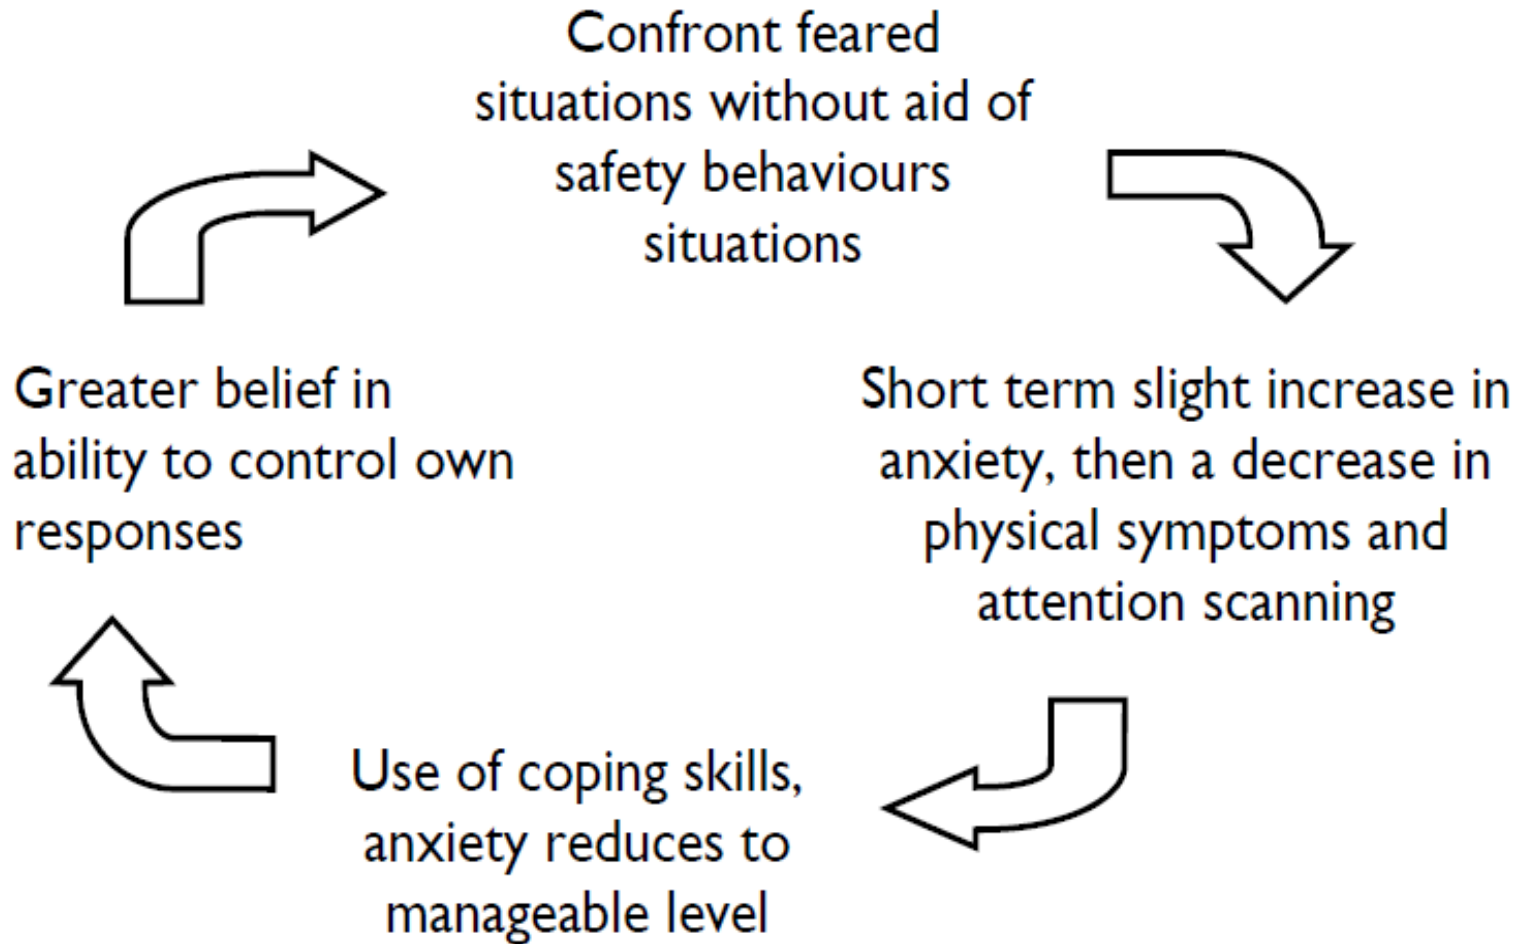 Confront feared
situations without aid of
safety behaviours
situations
Short term slight increase in
anxiety, then a decrease in
physical symptoms and
attention scanning
Use of coping skills,
anxiety reduces to
manageable level
Greater belief in
ability to control own
responses